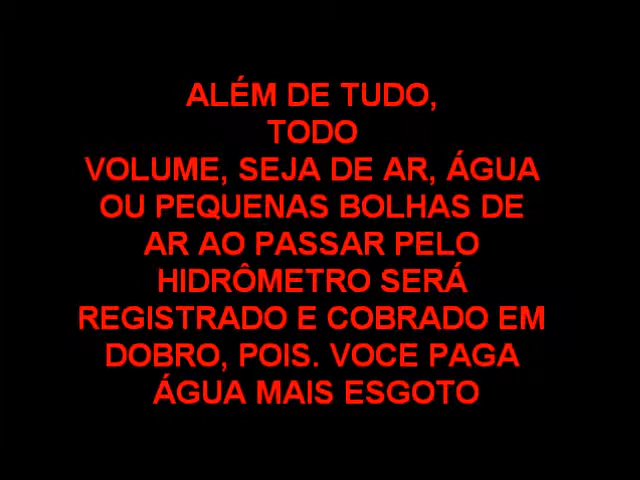 ALÉM DE TUDO,
TODO
VOLUME, SEJA DE AR, ÁGUA
OU PEQUENAS BOLHAS DE
AR AO PASSAR PELO
HIDRÔMETRO SERÁ
REGISTRADO E COBRADO EM
DOBRO, POIS. VOCE PAGA
ÁGUA MAIS ESGOTO